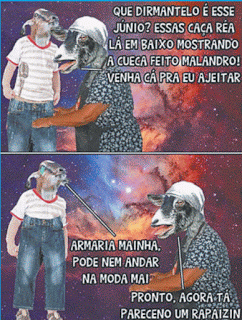 QUE DIRMANTELO É ESSE
JÚNIO? ESSAS CAÇA RÉA
LÁ EM BAIXO MOSTRANDO
A CUECA FEITO MALANDRO!
VENHA CÁ PRA EU AJEITAR
ARMARIA MAINHA,
PODE NEM ANDAR
NA MODA MAI
PRONTO, AGORA TÁ
PARECENO UM RAPAIZIN